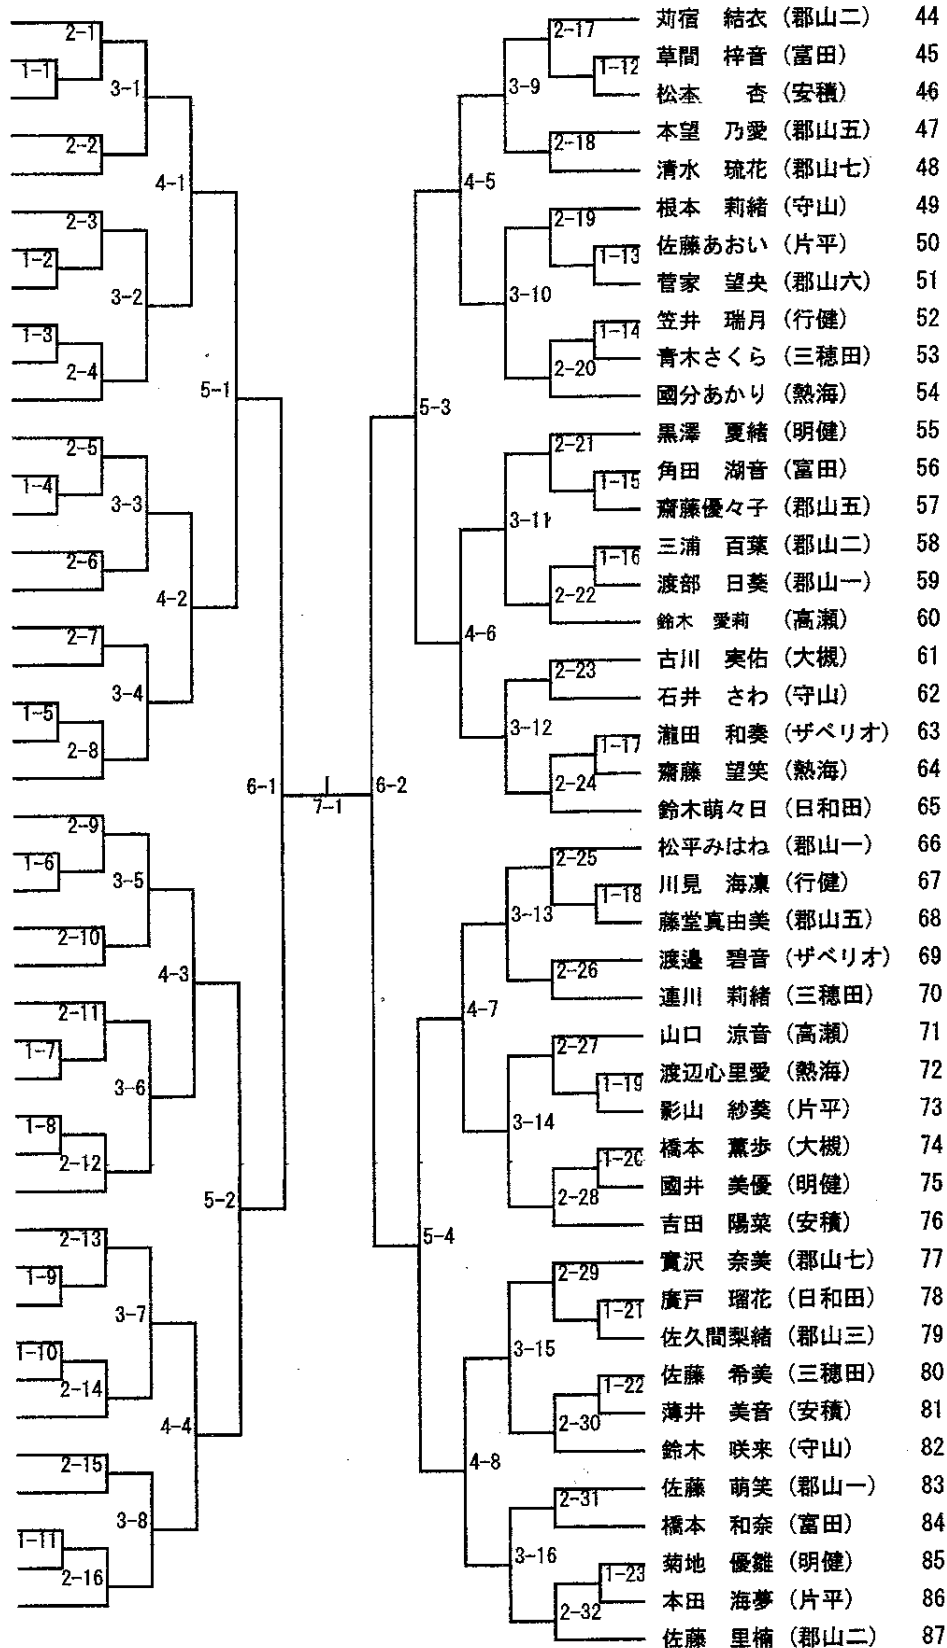 2-1
1-1
3-1
2-2
4-1
2-3
1-2
3-2
1-3
2-4
5-1
2-5
1-4
3-3
2-6
4-2
2-7
3-4
1-5
2-8
6-1
2-9
1-6
3-5
2-10
4-3
2-11
1-7
3-6
1-8
2-12
5-2
2-13
1-9
3-7
1-10
2-14
4-4
2-15
3-8
1-11
2-16
7-1
6-2
5-3
5-4
4-5
4-6
4-7
4-8
3-9
3-10
3-11
3-12
3-13
3-14
3-15
3-16
2-17
1-12
2-18
2-19
1-13
1-14
2-20
2-21
1-15
1-16
2-22
2-23
1-17
2-24
2-25
1-18
2-26
2-27
1-19
1-20
2-28
2-29
1-21
1-22
2-30
2-31
1-23
2-32
苅宿 結衣 (郡山二) 44
草間 梓音 (富田) 45
松本 杏 (安積) 46
本望 乃愛 (郡山五) 47
清水 琉花 (郡山七) 48
根本 莉緒 (守山) 49
佐藤あおい (片平) 50
菅家 望央 (郡山六) 51
笠井 瑞月 (行健) 52
青木さくら (三穂田) 53
國分あかり (熱海) 54
黒澤 夏緒 (明健) 55
角田 湖音 (富田) 56
齋藤優々子 (郡山五) 57
三浦 百葉 (郡山二) 58
渡部 日葵 (郡山一) 59
鈴木 愛莉 (高瀬) 60
古川 実佑 (大槻) 61
石井 さわ (守山) 62
瀧田 和奏 (ザベリオ) 63
齋藤 望笑 (熱海) 64
鈴木萌々日 (日和田) 65
松平みはね (郡山一) 66
川見 海凜 (行健) 67
藤堂真由美 (郡山五) 68
渡邉 碧音 (ザベリオ) 69
連川 莉緒 (三穂田) 70
山口 涼音 (高瀬) 71
渡辺心里愛 (熱海) 72
影山 紗葵 (片平) 73
橋本 薫歩 (大槻) 74
國井 美優 (明健) 75
吉田 陽菜 (安積) 76
寳沢 奈美 (郡山七) 77
廣戸 瑠花 (日和田) 78
佐久間梨緒 (郡山三) 79
佐藤 希美 (三穂田) 80
薄井 美音 (安積) 81
鈴木 咲来 (守山) 82
佐藤 萌笑 (郡山一) 83
橋本 和奈 (富田) 84
菊地 優雛 (明健) 85
本田 海夢 (片平) 86
佐藤 里楠 (郡山二) 87